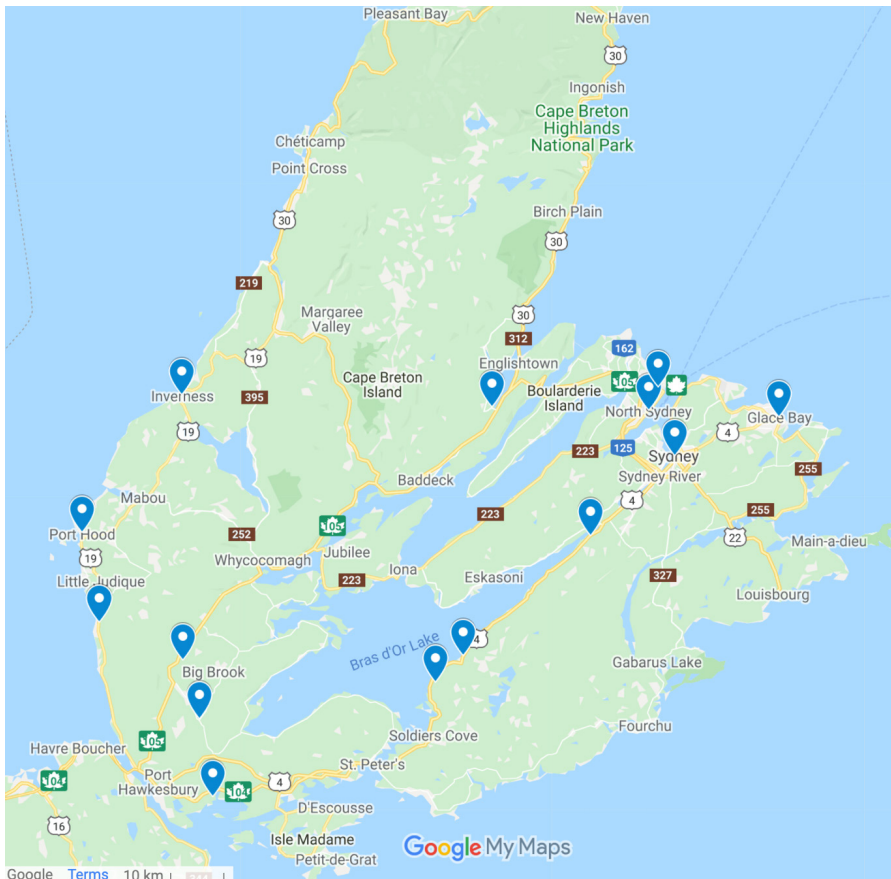 Pleasant Bay
New Haven
30
Ingonish
Cape Breton
Highlands
National Park
Chéticamp
Point Cross
30
Birch Plain
30
219
Margaree
Valley
30
312
Englishtown
162
19
Cape Breton
Island
Boularderie
Island
105
Inverness
395
North Sydney
Glace Bay
19
4
223
125
Sydney
Sydney River
255
Baddeck
Mabou
4
223
255
105
Port Hood
252
22
Main-a-dieu
19
Whycocomagh
Jubilee
Iona
Eskasoni
Little Judique
223
327
Louisbourg
Bras d'Or Lake
4
Big Brook
Gabarus Lake
Soldiers Cove
Fourchu
105
Havre Boucher
St. Peter's
104
Port
Hawkesbury
4
104
D'Escousse
16
Isle Madame
Google My Maps
Petit-de-Grat
Google Terms 10 km